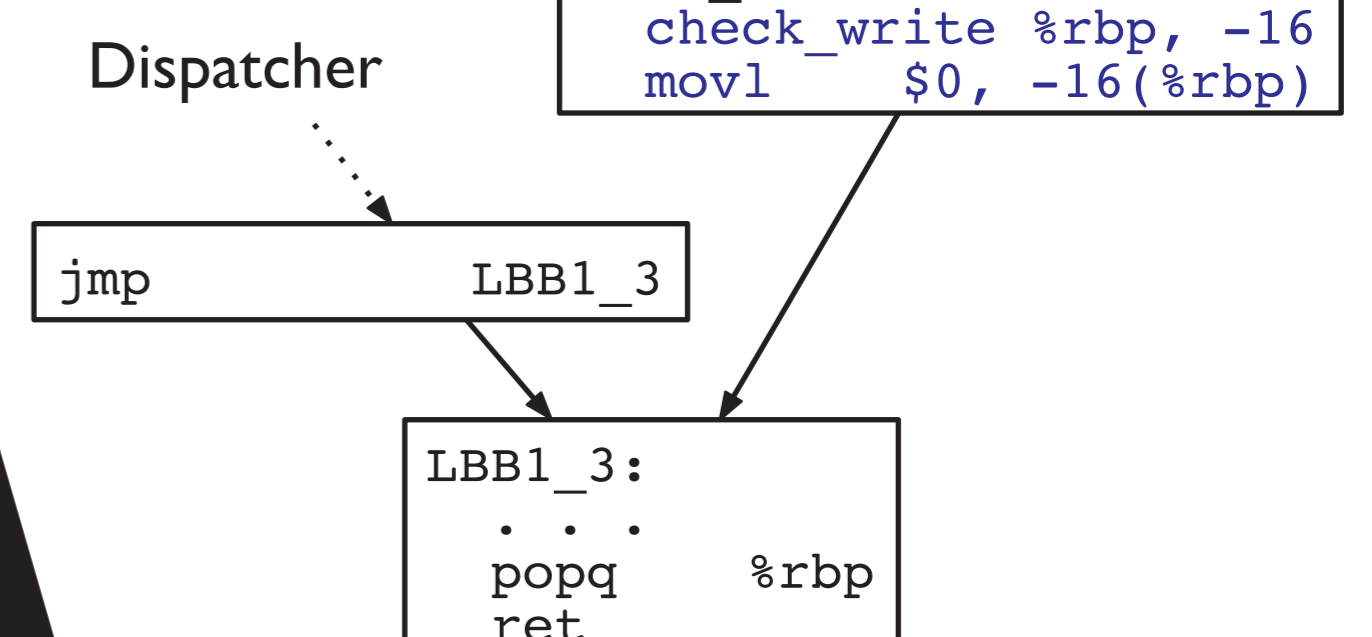 check_write %rbp, -16
movl $0, -16(%rbp)
Dispatcher
jmp LBB1_3
LBB1_3:
. . .
popq %rbp
ret